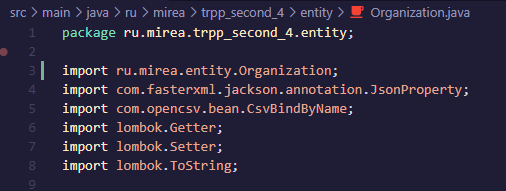 src > main > java > ru > mirea > trpp_second_4 > entity > Organization.java
1 package ru.mirea.trpp_second_4.entity;
2
3 import ru.mirea.entity.Organization;
4 import com.fasterxml.jackson.annotation.JsonProperty;
5 import com.opencsv.bean.CsvBindByName;
6 import lombok.Getter;
7 import lombok.Setter;
8 import lombok.ToString;
9